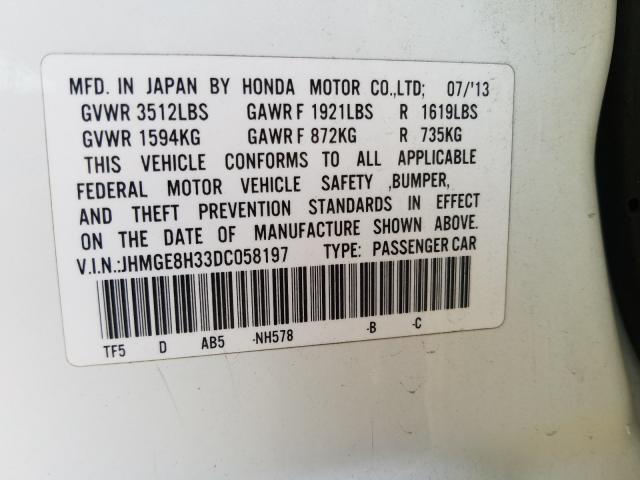 MFD. IN JAPAN BY HONDA MOTOR CO.,LTD; 07/'13
GVWR 3512LBS GAWR F 1921LBS R 1619LBS
GVWR 1594KG GAWR F 872KG R 735KG
THIS VEHICLE CONFORMS TO ALL APPLICABLE
FEDERAL MOTOR VEHICLE SAFETY ,BUMPER,
AND THEFT PREVENTION STANDARDS IN EFFECT
ON THE DATE OF MANUFACTURE SHOWN ABOVE.
V.I.N.:JHMGE8H33DC058197 TYPE: PASSENGER CAR
TF5 D AB5 -NH578 -B -C